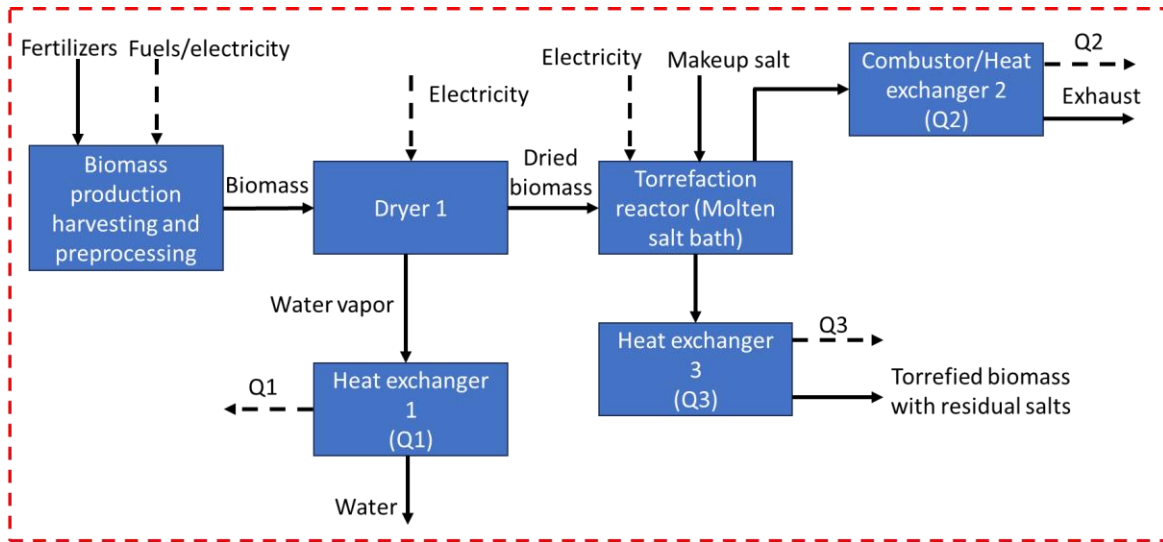 Fertilizers
Fuels/electricity
Electricity
Electricity
Makeup salt
Combustor/Heat
exchanger 2
(Q2)
Q2
Exhaust
Biomass
production
harvesting and
preprocessing
Biomass
Dryer 1
Dried
biomass
Torrefaction
reactor (Molten
salt bath)
Water vapor
Q1
Heat exchanger
1
(Q1)
Water
Heat exchanger
3
(Q3)
Q3
Torrefied biomass
with residual salts